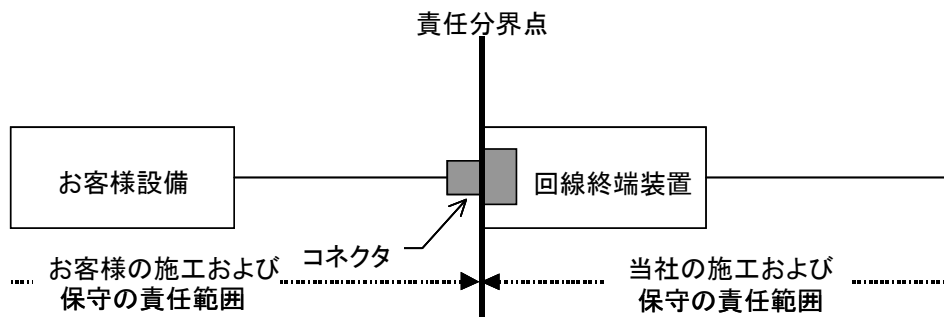 責任分界点
お客様設備
回線終端装置
コネクタ
お客様の施工および
保守の責任範囲
当社の施工および
保守の責任範囲